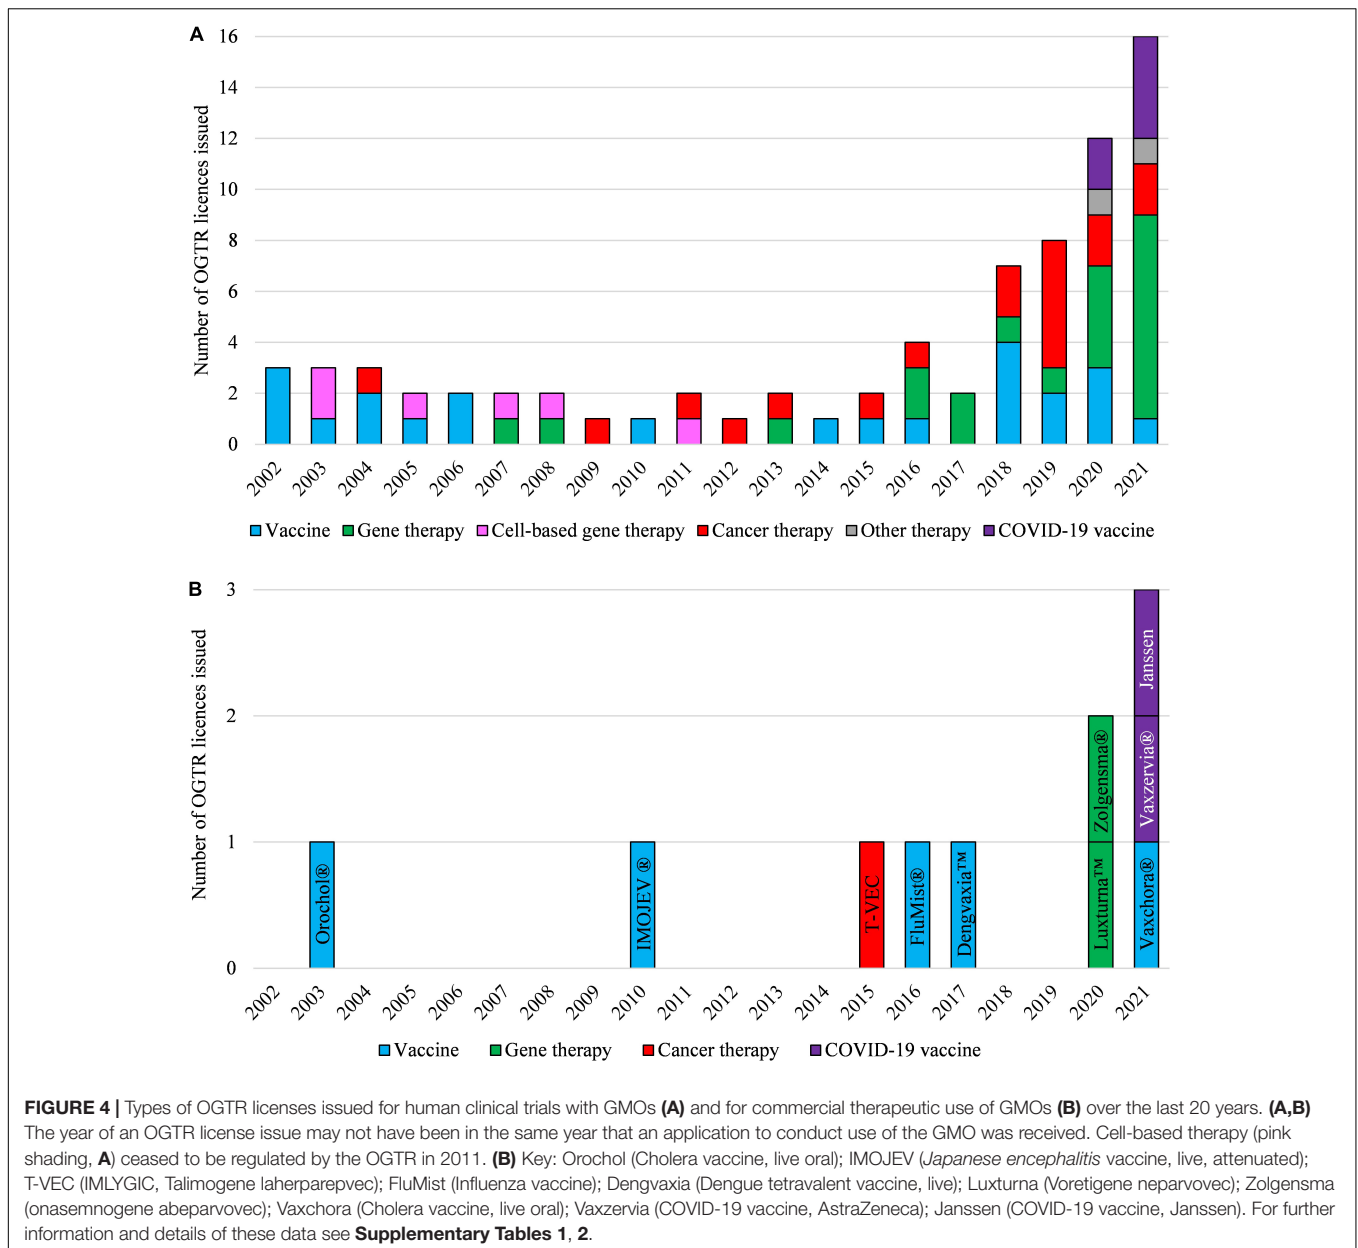 A
Number of OGTR licences issued
16
14
12
10
8
6
4
2
0
2002 2003 2004 2005 2006 2007 2008 2009 2010 2011 2012 2013 2014 2015 2016 2017 2018 2019 2020 2021
Vaccine Gene therapy Cell-based gene therapy Cancer therapy Other therapy COVID-19 vaccine
B
Number of OGTR licences issued
3
2
1
0
Orochol®
IMOJEV ®
T-VEC
FluMist®
Dengvaxia™
Luxturna™
Zolgensma®
Vaxchora®
Vaxzervia®
Janssen
2002 2003 2004 2005 2006 2007 2008 2009 2010 2011 2012 2013 2014 2015 2016 2017 2018 2019 2020 2021
Vaccine Gene therapy Cancer therapy COVID-19 vaccine
FIGURE 4 | Types of OGTR licenses issued for human clinical trials with GMOs (A) and for commercial therapeutic use of GMOs (B) over the last 20 years. (A,B)
The year of an OGTR license issue may not have been in the same year that an application to conduct use of the GMO was received. Cell-based therapy (pink
shading, A) ceased to be regulated by the OGTR in 2011. (B) Key: Orochol (Cholera vaccine, live oral); IMOJEV (Japanese encephalitis vaccine, live, attenuated);
T-VEC (IMLYGIC, Talimogene laherparepvec); FluMist (Influenza vaccine); Dengvaxia (Dengue tetravalent vaccine, live); Luxturna (Voretigene neparvovec); Zolgensma
(onasemnogene abeparvovec); Vaxchora (Cholera vaccine, live oral); Vaxzervia (COVID-19 vaccine, AstraZeneca); Janssen (COVID-19 vaccine, Janssen). For further
information and details of these data see Supplementary Tables 1, 2.